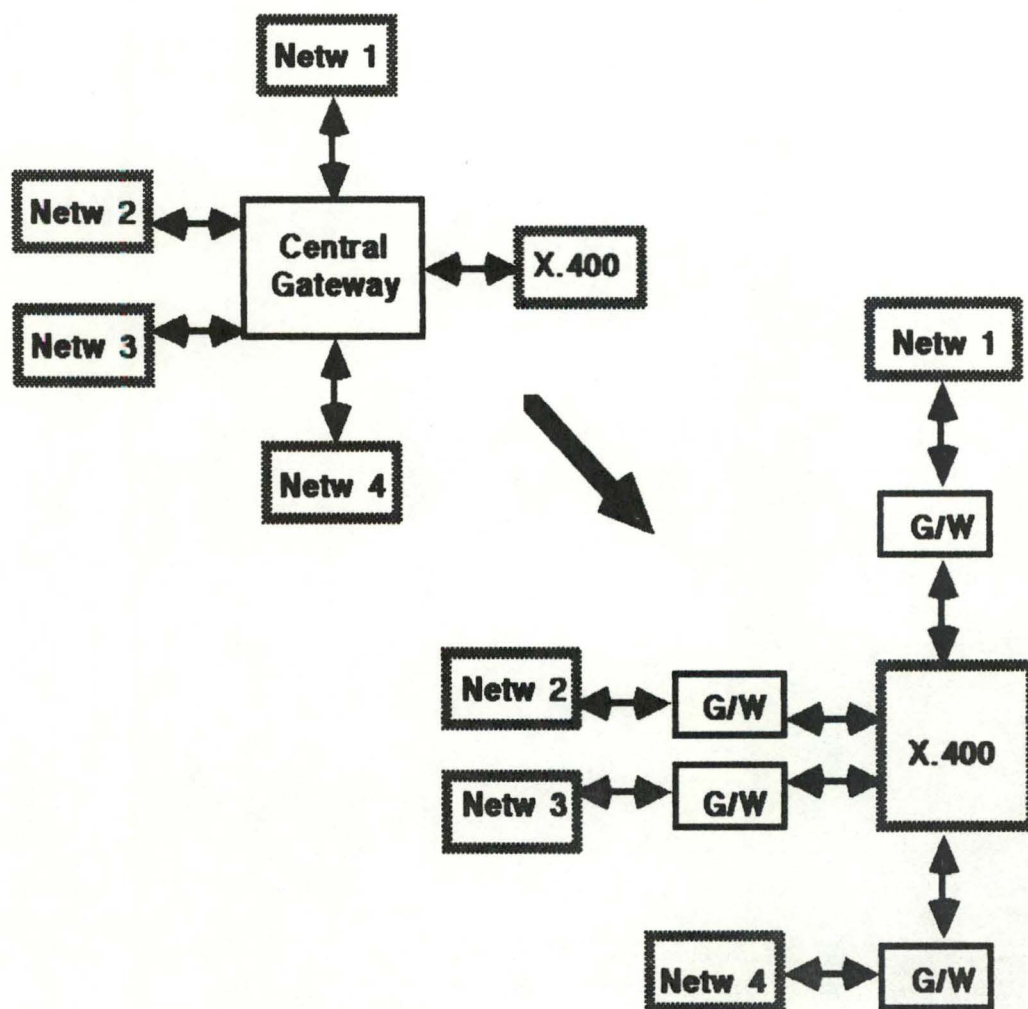 Netw 1
Netw 2
Central
Gateway
X.400
Netw 3
Netw 4
Netw 1
G/W
Netw 2
G/W
X.400
Netw 3
G/W
Netw 4
G/W